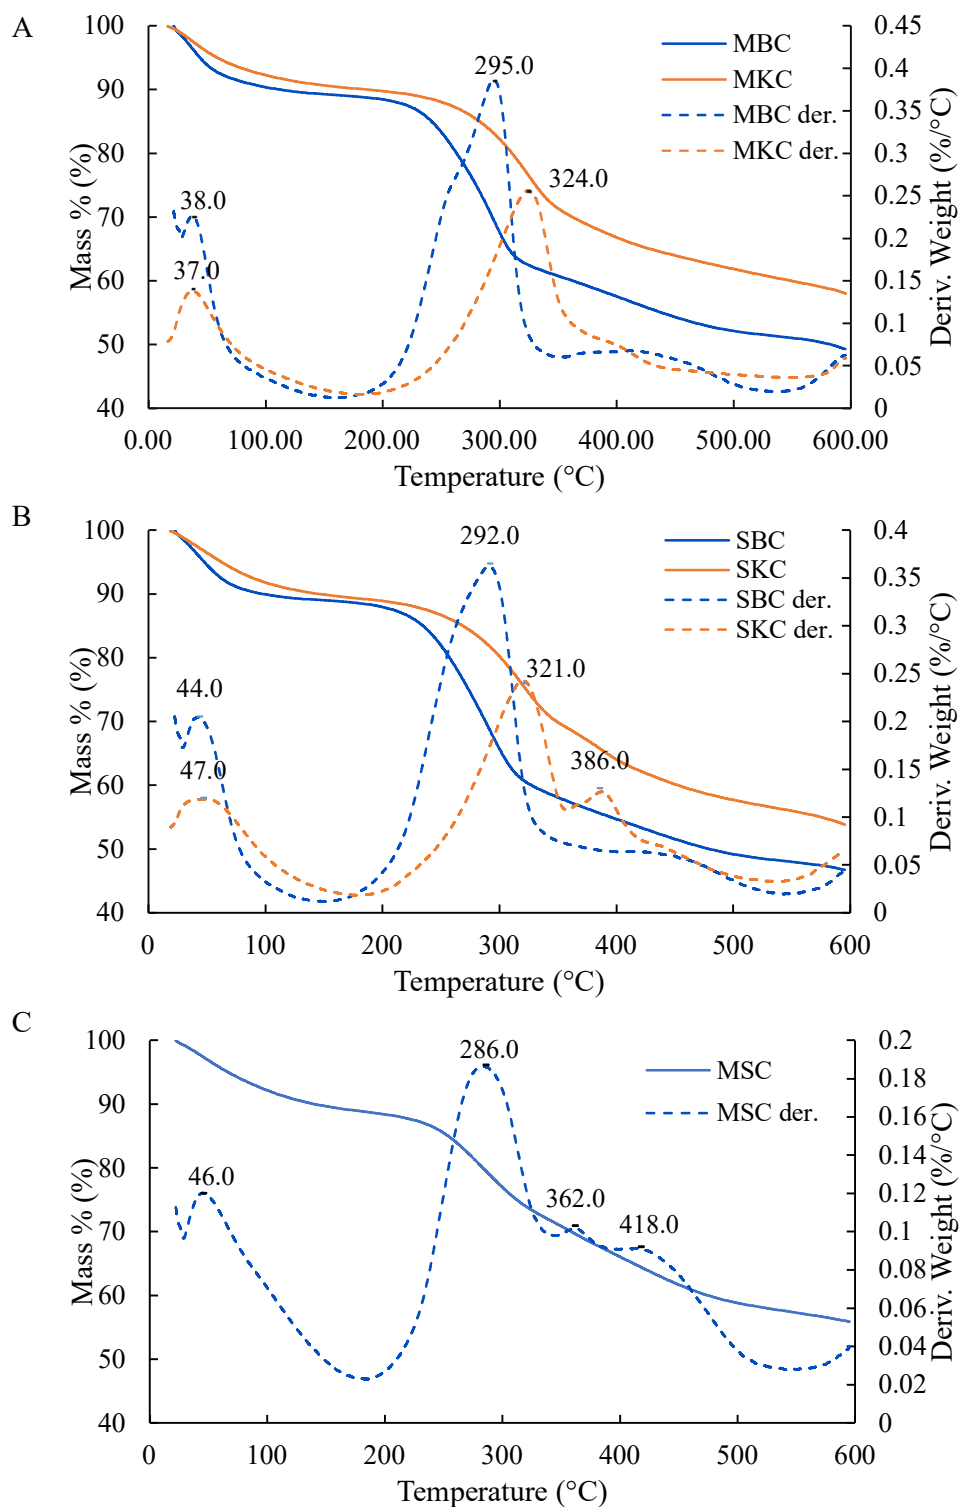 A
100
90
80
70
60
50
40
Mass % (%)
0.45
0.4
0.35
0.3
0.25
0.2
0.15
0.1
0.05
0
Deriv. Weight (%/°C)
MBC
MKC
MBC der.
MKC der.
295.0
324.0
38.0
37.0
0.00 100.00 200.00 300.00 400.00 500.00 600.00
Temperature (°C)
B
100
90
80
70
60
50
40
Mass % (%)
0.4
0.35
0.3
0.25
0.2
0.15
0.1
0.05
0
Deriv. Weight (%/°C)
SBC
SKC
SBC der.
SKC der.
292.0
321.0
44.0
47.0
386.0
0 100 200 300 400 500 600
Temperature (°C)
C
100
90
80
70
60
50
40
Mass % (%)
0.2
0.18
0.16
0.14
0.12
0.1
0.08
0.06
0.04
0.02
0
Deriv. Weight (%/°C)
MSC
MSC der.
286.0
46.0
362.0
418.0
0 100 200 300 400 500 600
Temperature (°C)